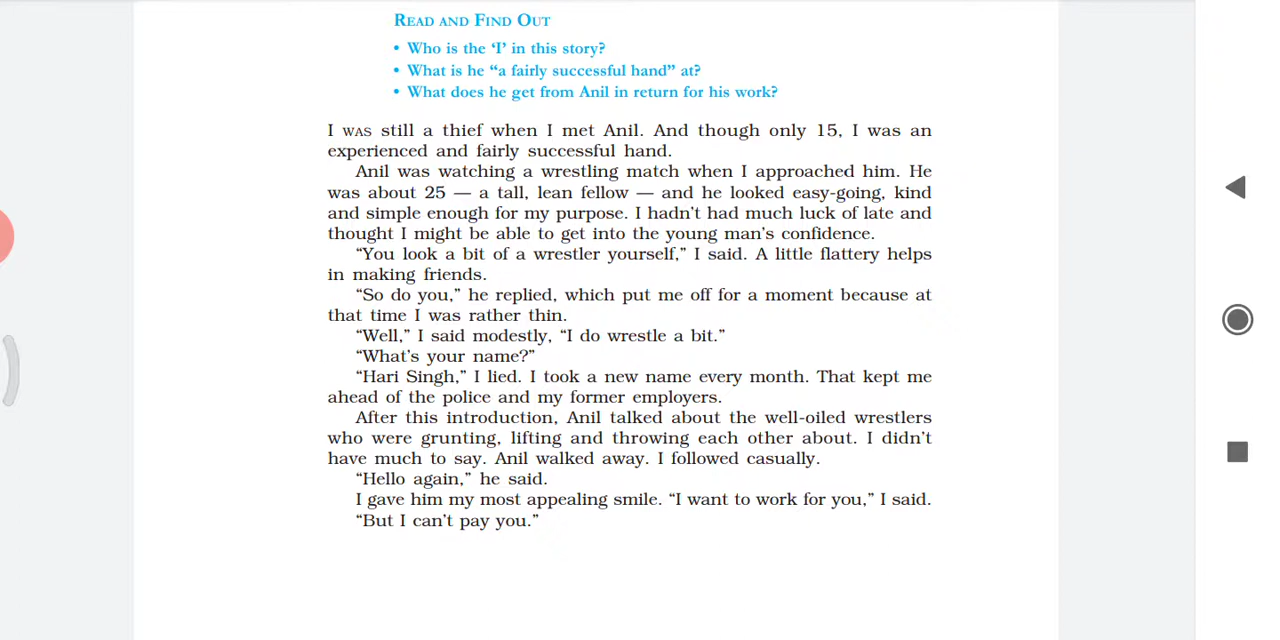 READ AND FIND OUT
• Who is the ‘I’ in this story?
• What is he “a fairly successful hand” at?
• What does he get from Anil in return for his work?
I WAS still a thief when I met Anil. And though only 15, I was an
experienced and fairly successful hand.
Anil was watching a wrestling match when I approached him. He
was about 25 — a tall, lean fellow — and he looked easy-going, kind
and simple enough for my purpose. I hadn’t had much luck of late and
thought I might be able to get into the young man’s confidence.
“You look a bit of a wrestler yourself,” I said. A little flattery helps
in making friends.
“So do you,” he replied, which put me off for a moment because at
that time I was rather thin.
“Well,” I said modestly, “I do wrestle a bit.”
“What’s your name?”
“Hari Singh,” I lied. I took a new name every month. That kept me
ahead of the police and my former employers.
After this introduction, Anil talked about the well-oiled wrestlers
who were grunting, lifting and throwing each other about. I didn’t
have much to say. Anil walked away. I followed casually.
“Hello again,” he said.
I gave him my most appealing smile. “I want to work for you,” I said.
“But I can’t pay you.”